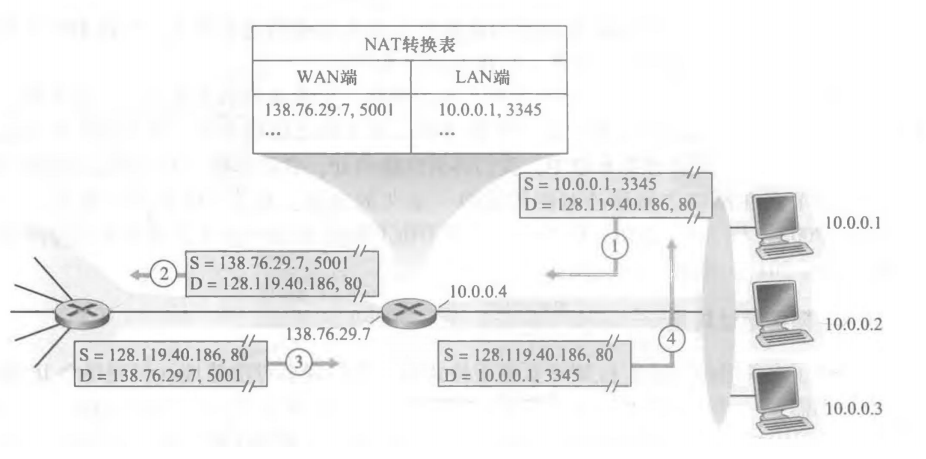 NAT转换表
WAN端 LAN端
138.76.29.7, 5001 10.0.0.1, 3345
… …
S = 10.0.0.1, 3345
D = 128.119.40.186, 80
1
10.0.0.1
2
S = 138.76.29.7, 5001
D = 128.119.40.186, 80
10.0.0.4
138.76.29.7
10.0.0.2
S = 128.119.40.186, 80
D = 138.76.29.7, 5001
3
S = 128.119.40.186, 80
D = 10.0.0.1, 3345
4
10.0.0.3